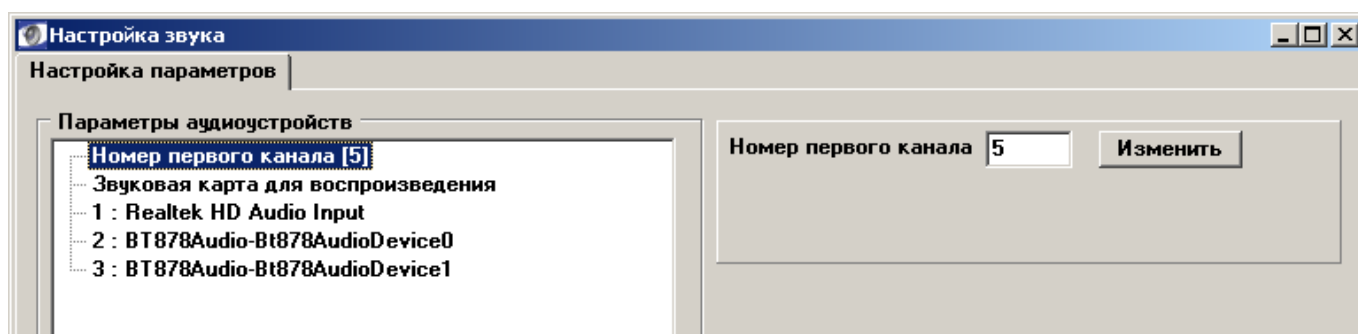 Настройка звука
Настройка параметров
Параметры аудиоустройств
Номер первого канала [5]
Звуковая карта для воспроизведения
1 : Realtek HD Audio Input
2 : BT878Audio-Bt878AudioDevice0
3 : BT878Audio-Bt878AudioDevice1
Номер первого канала 5 Изменить